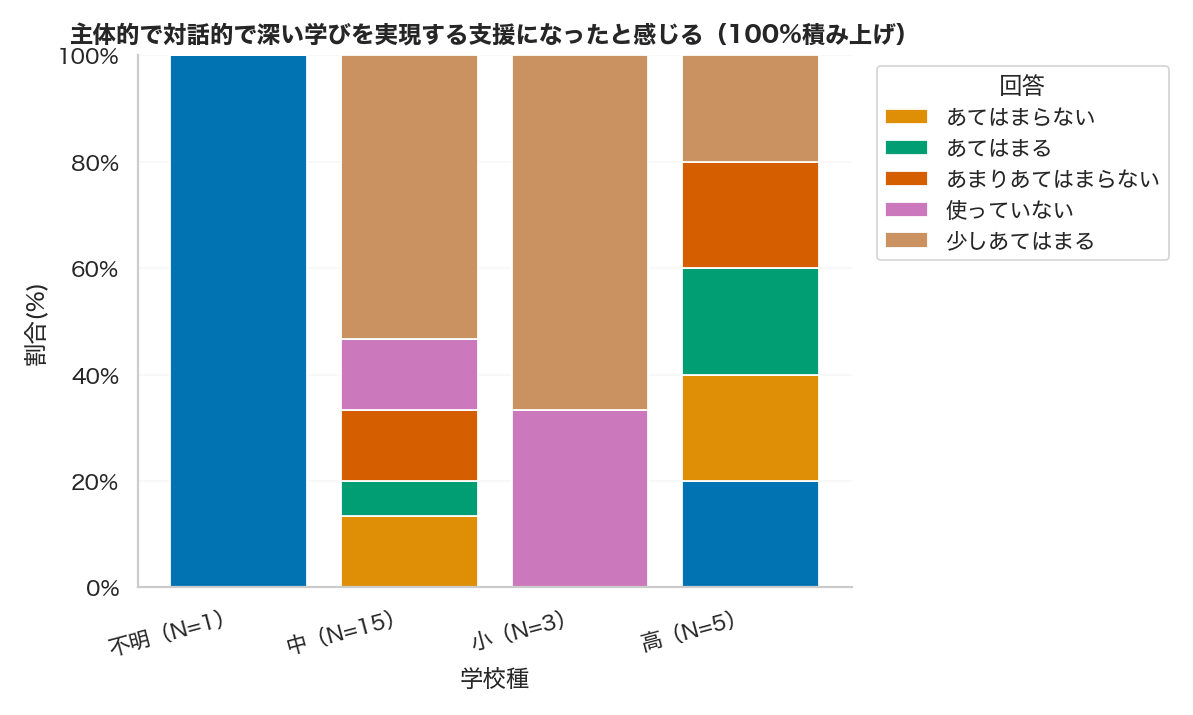 主体的で対話的で深い学びを実現する支援になったと感じる（100%積み上げ）
100%
80%
60%
40%
20%
0%
割合(%)
不明（N=1）
中（N=15）
小（N=3）
高（N=5）
学校種
回答
あてはまらない
あてはまる
あまりあてはまらない
使っていない
少しあてはまる